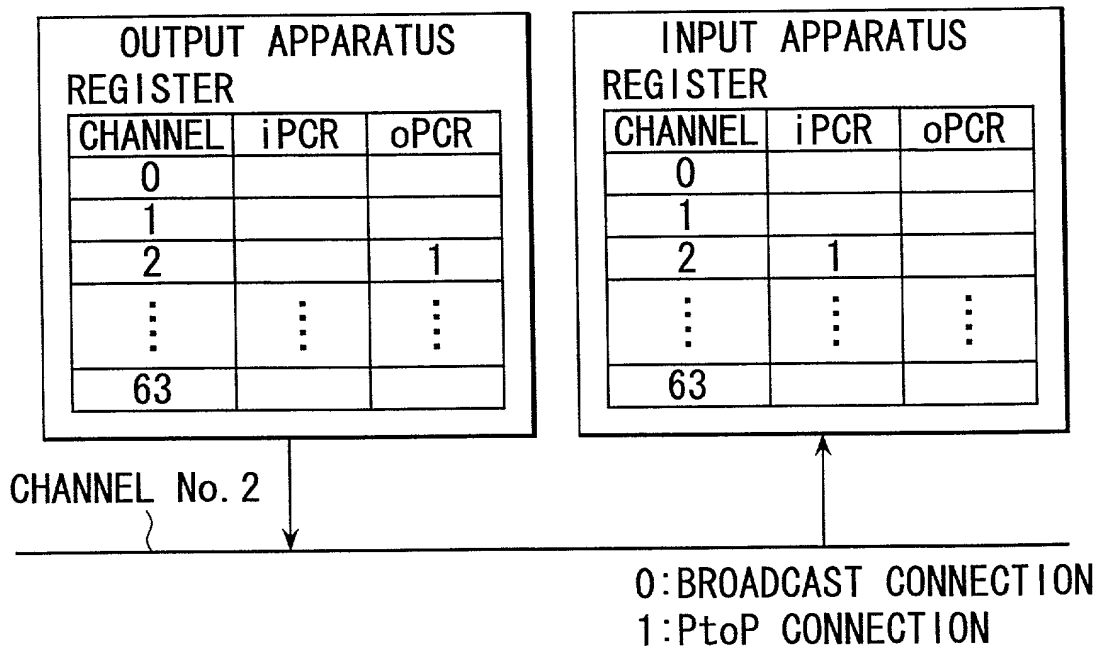 OUTPUT APPARATUS
REGISTER
CHANNEL iPCR oPCR
0
1
2 1
⋮ ⋮ ⋮
63
INPUT APPARATUS
REGISTER
CHANNEL iPCR oPCR
0
1
2 1
⋮ ⋮ ⋮
63
CHANNEL No.2
0:BROADCAST CONNECTION
1:PtoP CONNECTION